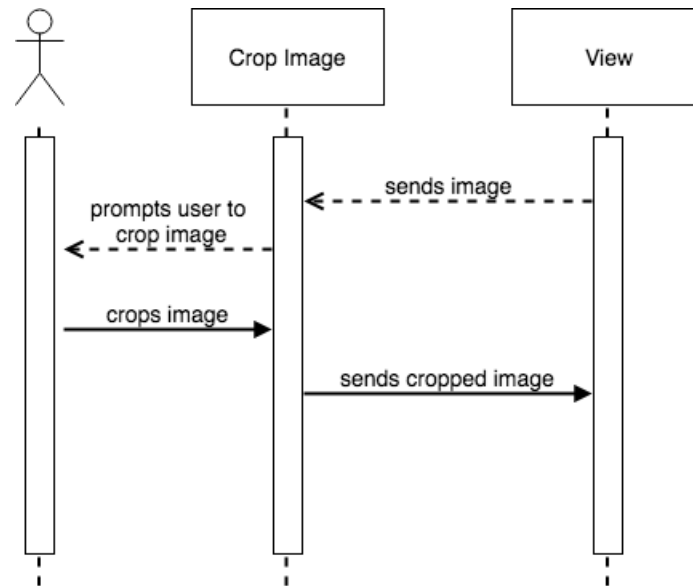 Crop Image
View
sends image
prompts user to
crop image
crops image
sends cropped image